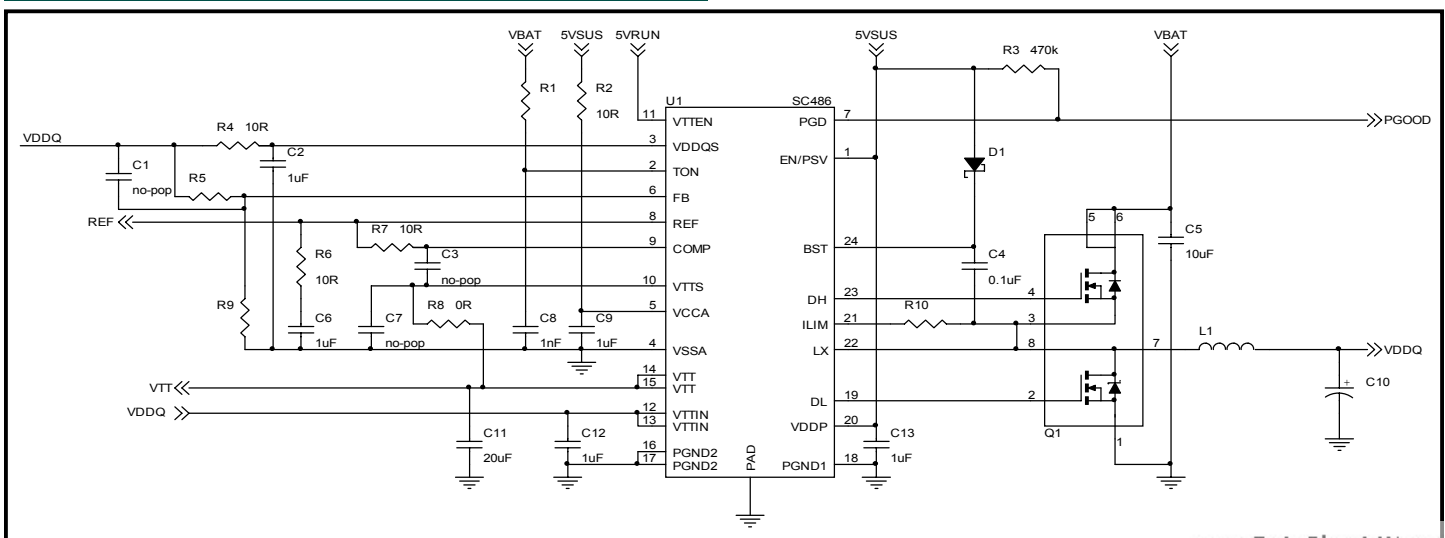 VBAT 5VSUS 5VRUN 5VSUS VBAT
R3 470k
R1 R2
10R
U1 SC486
11 VTTEN PGD 7 PGOOD
VDDQ R4 10R
3 VDDQS
C1 C2 EN/PSV 1 D1
no-pop 1uF
2 TON
R5
6 FB
REF 8 REF
5 6
R7 10R 9 COMP BST 24 C4 C5
0.1uF 10uF
R6 C3
10R no-pop
10 VTTS DH 23 4
R9 R8 0R
5 VCCA ILIM 21 R10 3
C6 C7 C8 C9
1uF no-pop 1nF 1uF
4 VSSA LX 22 8 7 L1 VDDQ
14 VTT
VTT 15 VTT
C10
+
DL 19 2
VDDQ 12 VTTIN
13 VTTIN VDDP 20
C11 C12 C13 Q1
20uF 1uF 1uF 1
16 PGND2
17 PGND2 PAD PGND1 18